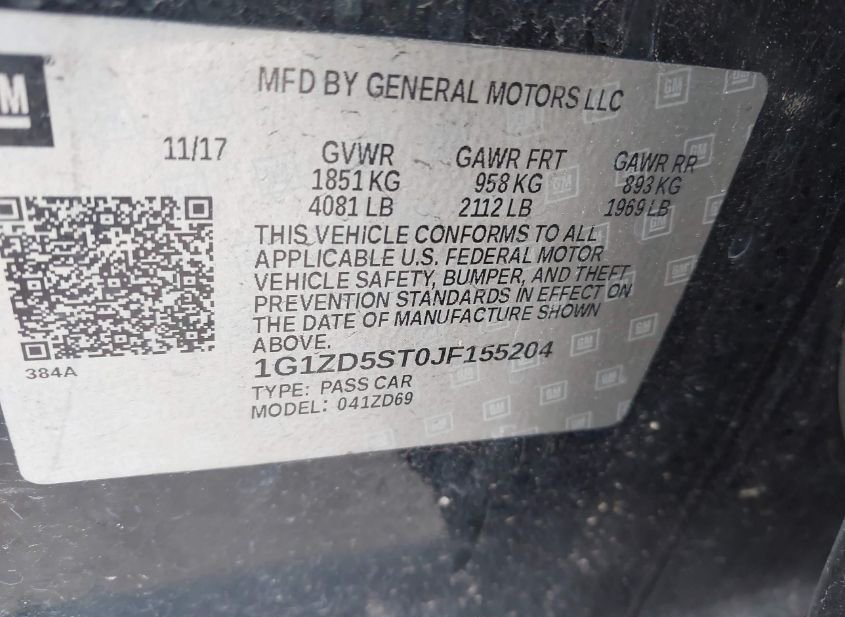 GM
MFD BY GENERAL MOTORS LLC
11/17 GVWR GAWR FRT GAWR RR
1851 KG 958 KG 893 KG
4081 LB 2112 LB 1969 LB
THIS VEHICLE CONFORMS TO ALL
APPLICABLE U.S. FEDERAL MOTOR
VEHICLE SAFETY, BUMPER, AND THEFT
PREVENTION STANDARDS IN EFFECT ON
THE DATE OF MANUFACTURE SHOWN
ABOVE.
384A
1G1ZD5ST0JF155204
TYPE: PASS CAR
MODEL: 041ZD69